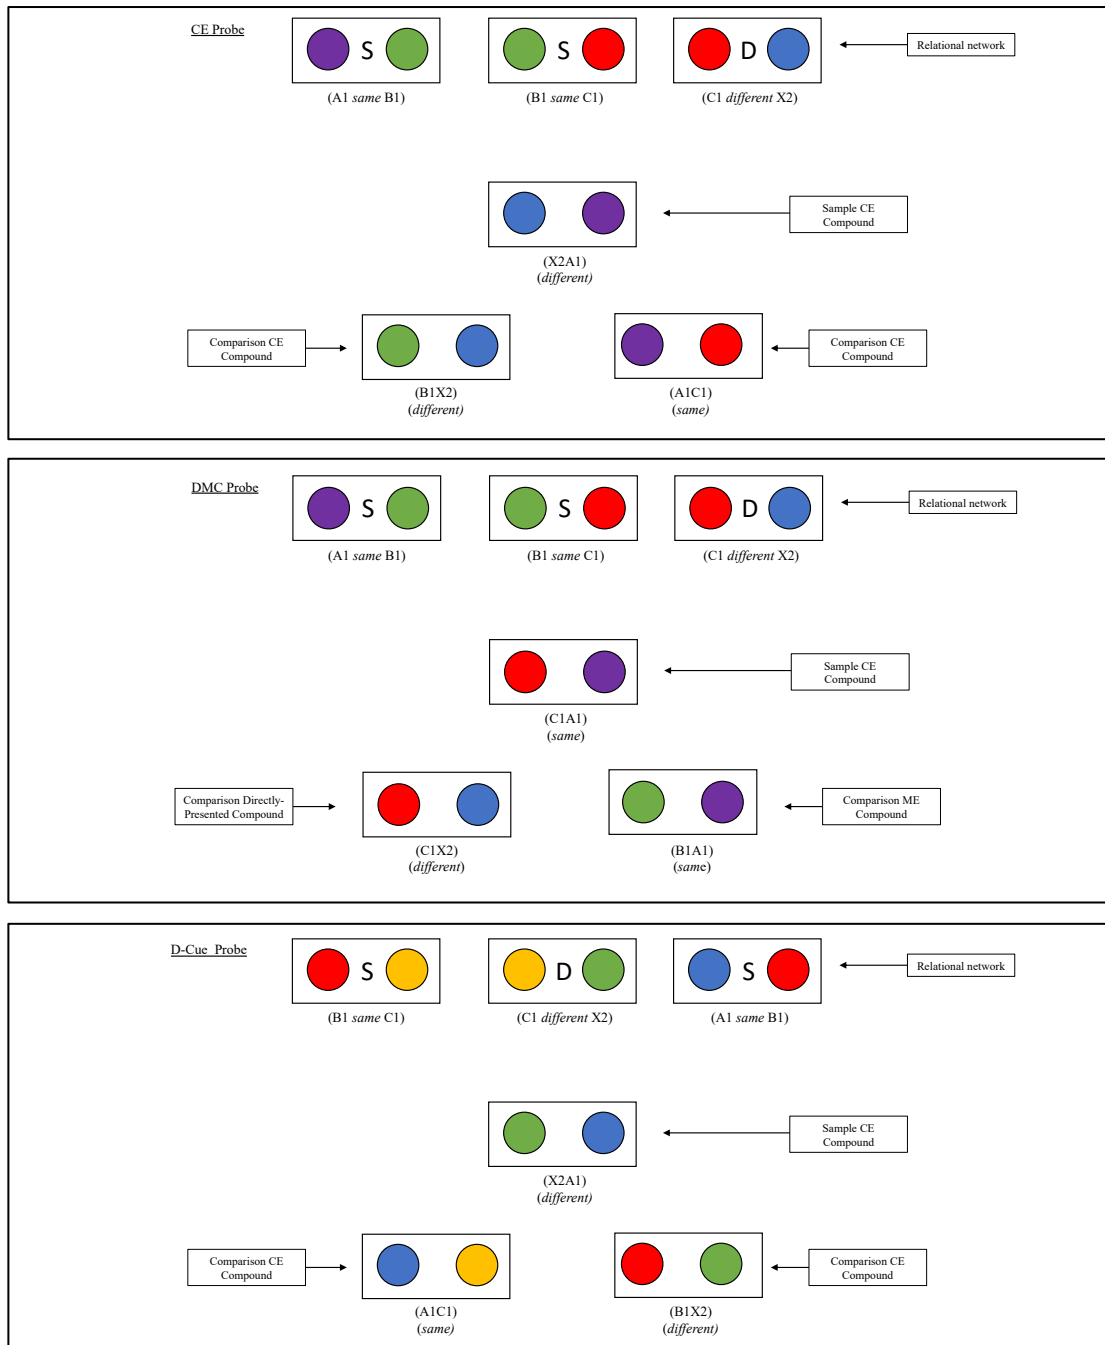 CE Probe
S
S
D
Relational network
(A1 same B1)
(B1 same C1)
(C1 different X2)
Sample CE
Compound
(X2A1)
(different)
Comparison CE
Compound
Comparison CE
Compound
(B1X2)
(different)
(A1C1)
(same)
DMC Probe
S
S
D
Relational network
(A1 same B1)
(B1 same C1)
(C1 different X2)
Sample CE
Compound
(C1A1)
(same)
Comparison Directly-
Presented Compound
Comparison ME
Compound
(C1X2)
(different)
(B1A1)
(same)
D-Cue Probe
S
D
S
Relational network
(B1 same C1)
(C1 different X2)
(A1 same B1)
Sample CE
Compound
(X2A1)
(different)
Comparison CE
Compound
Comparison CE
Compound
(A1C1)
(same)
(B1X2)
(different)